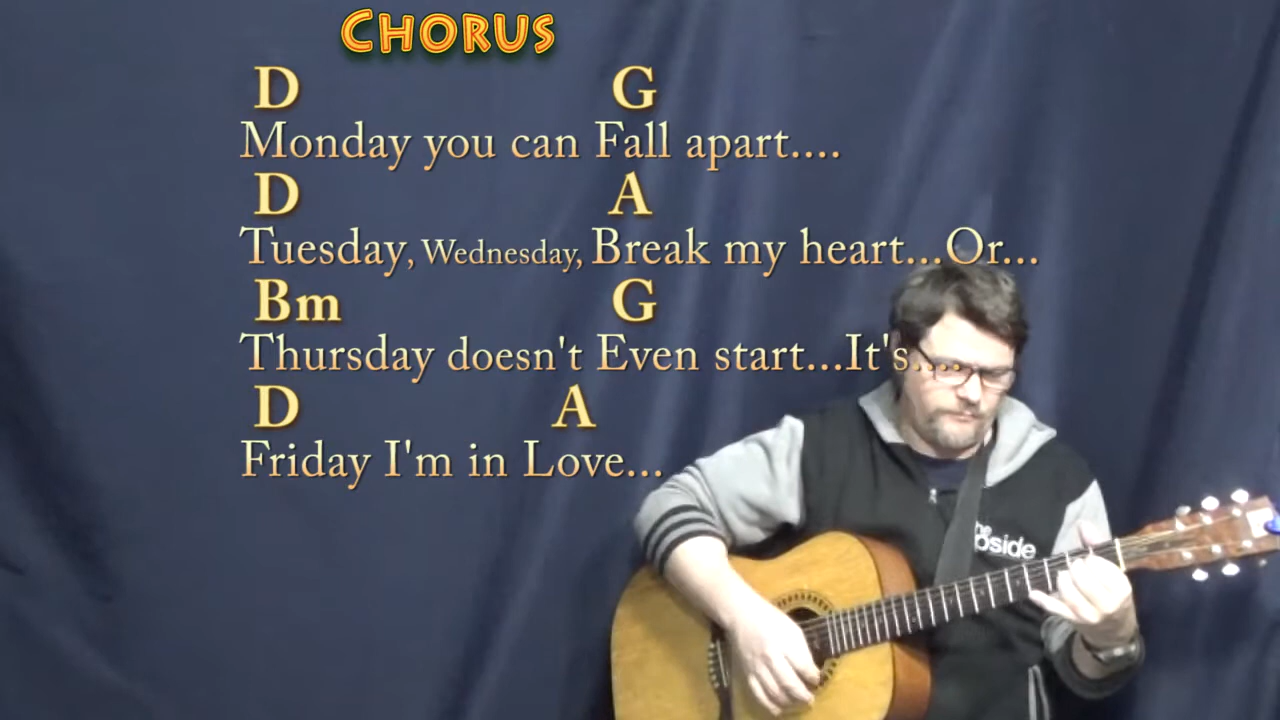 CHORUS
D G
Monday you can Fall apart....
D A
Tuesday, Wednesday, Break my heart...Or...
Bm G
Thursday doesn't Even start...It's....
D A
Friday I'm in Love...